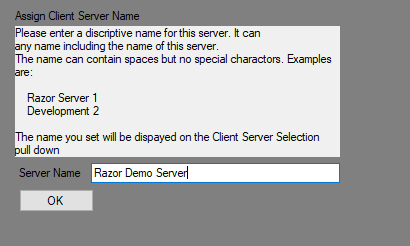 Assign Client Server Name
Please enter a discriptive name for this server. It can
any name including the name of this server.
The name can contain spaces but no special charactors. Examples
are:
Razor Server 1
Development 2
The name you set will be dispayed on the Client Server Selection
pull down
Server Name Razor Demo Server
OK